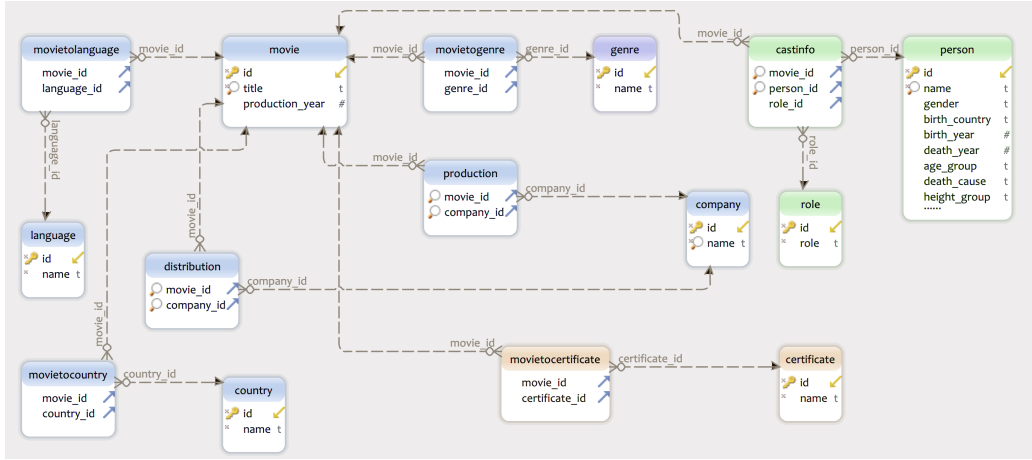 movie_id
movietolanguage
movie_id
language_id
movie_id
movie
id
title t
production_year #
movie_id
movietogenre
movie_id
genre_id
genre_id
genre
id
name t
castinfo
movie_id
person_id
role_id
person_id
person
id
name t
gender t
birth_country t
birth_year #
death_year #
age_group t
death_cause t
height_group t
......
language_id
role_id
movie_id
production
movie_id
company_id
company_id
company
id
name t
role
id
role t
language
id
name t
movie_id
distribution
movie_id
company_id
company_id
movie_id
movietocountry
movie_id
country_id
country_id
country
id
name t
movie_id
movietocertificate
movie_id
certificate_id
certificate_id
certificate
id
name t